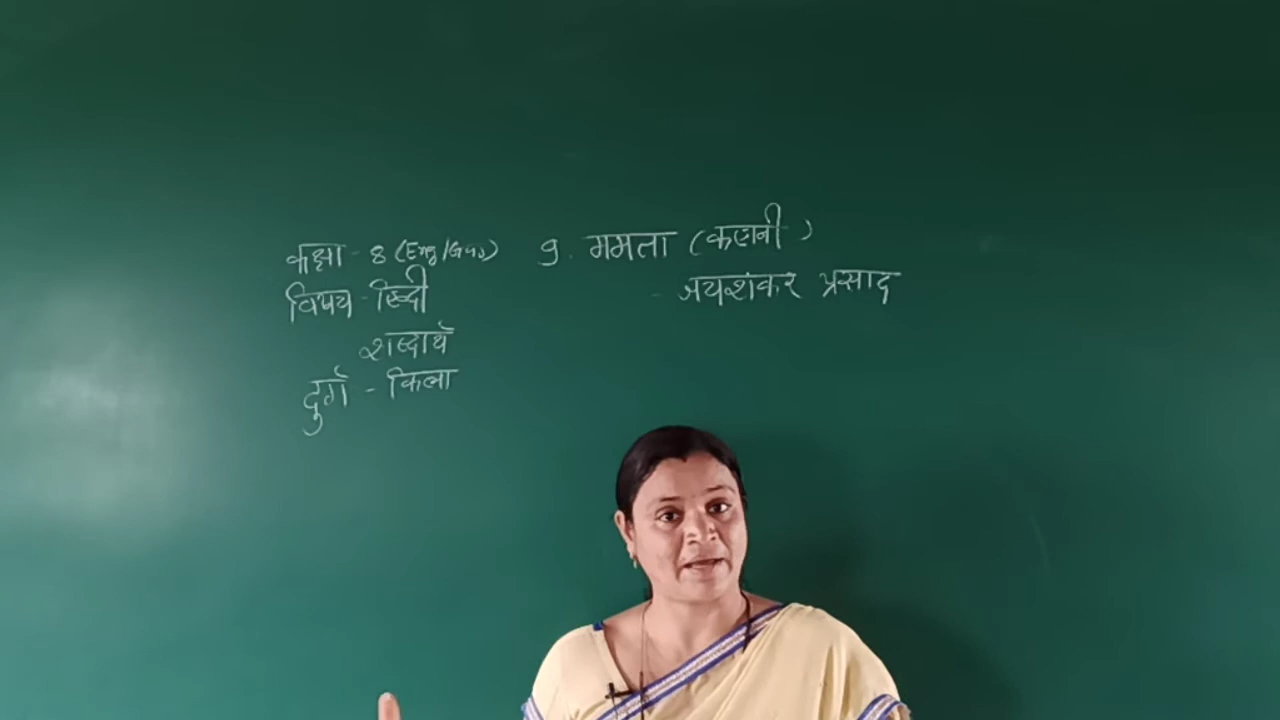 कक्षा - 8 (Eng/Guj)
9. ममता (कहानी)
विषय - हिन्दी
- जयशंकर प्रसाद
शब्दार्थ
दुर्ग - किला